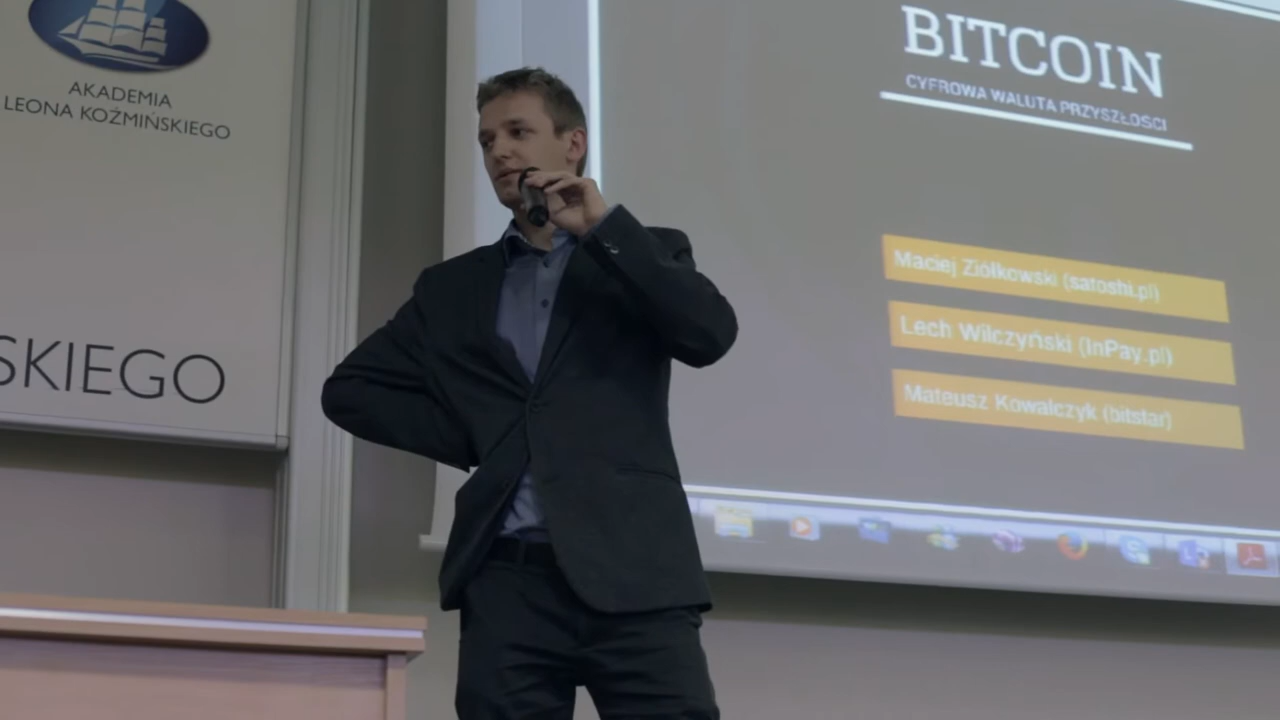 AKADEMIA
LEONA KOŹMIŃSKIEGO
SKIEGO
BITCOIN
CYFROWA WALUTA PRZYSZŁOŚCI
Maciej Ziółkowski (satoshi.pl)
Lech Wilczyński (InPay.pl)
Mateusz Kowalczyk (bitstar)